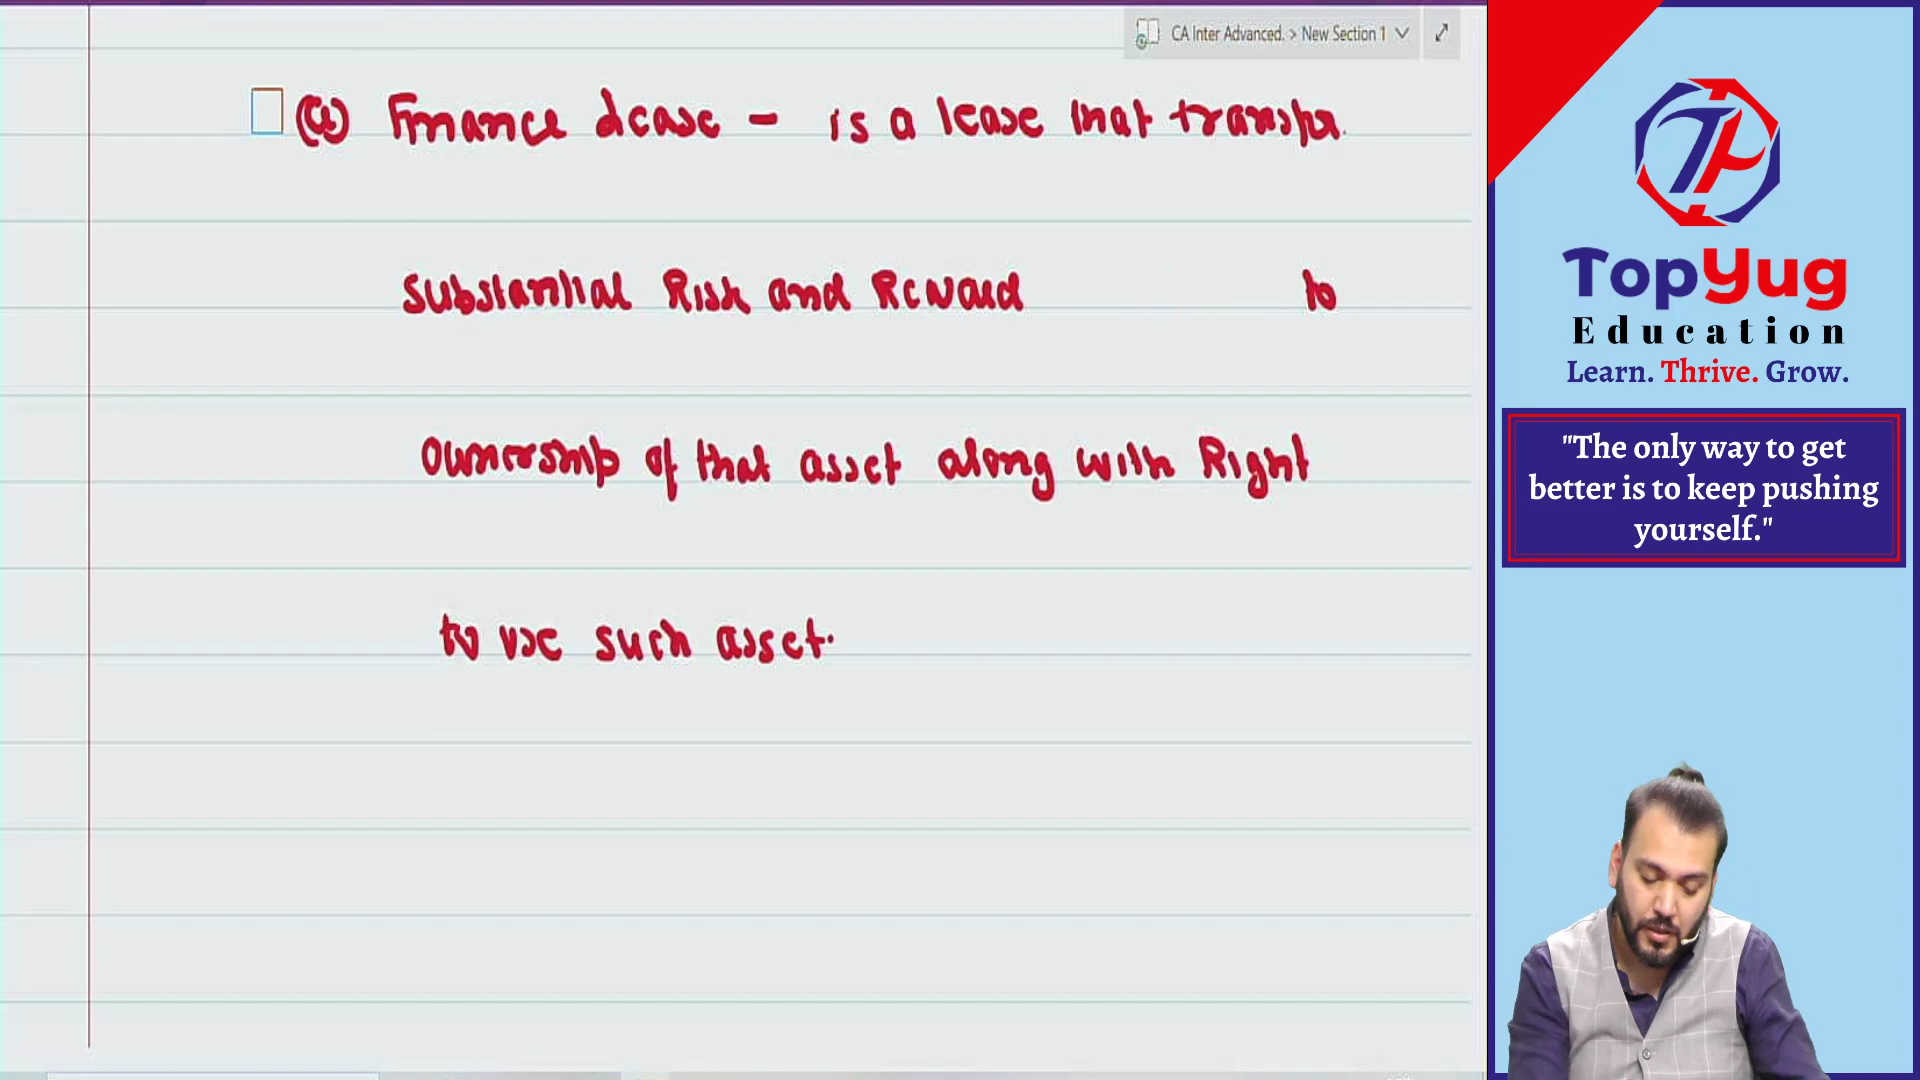 CA Inter Advanced. > New Section 1
(a) Finance Lease - is a lease that transfer
Substantial Risk and Reward to
Ownership of that asset along with Right
to use such asset.
TopYug
Education
Learn. Thrive. Grow.
"The only way to get
better is to keep pushing
yourself."